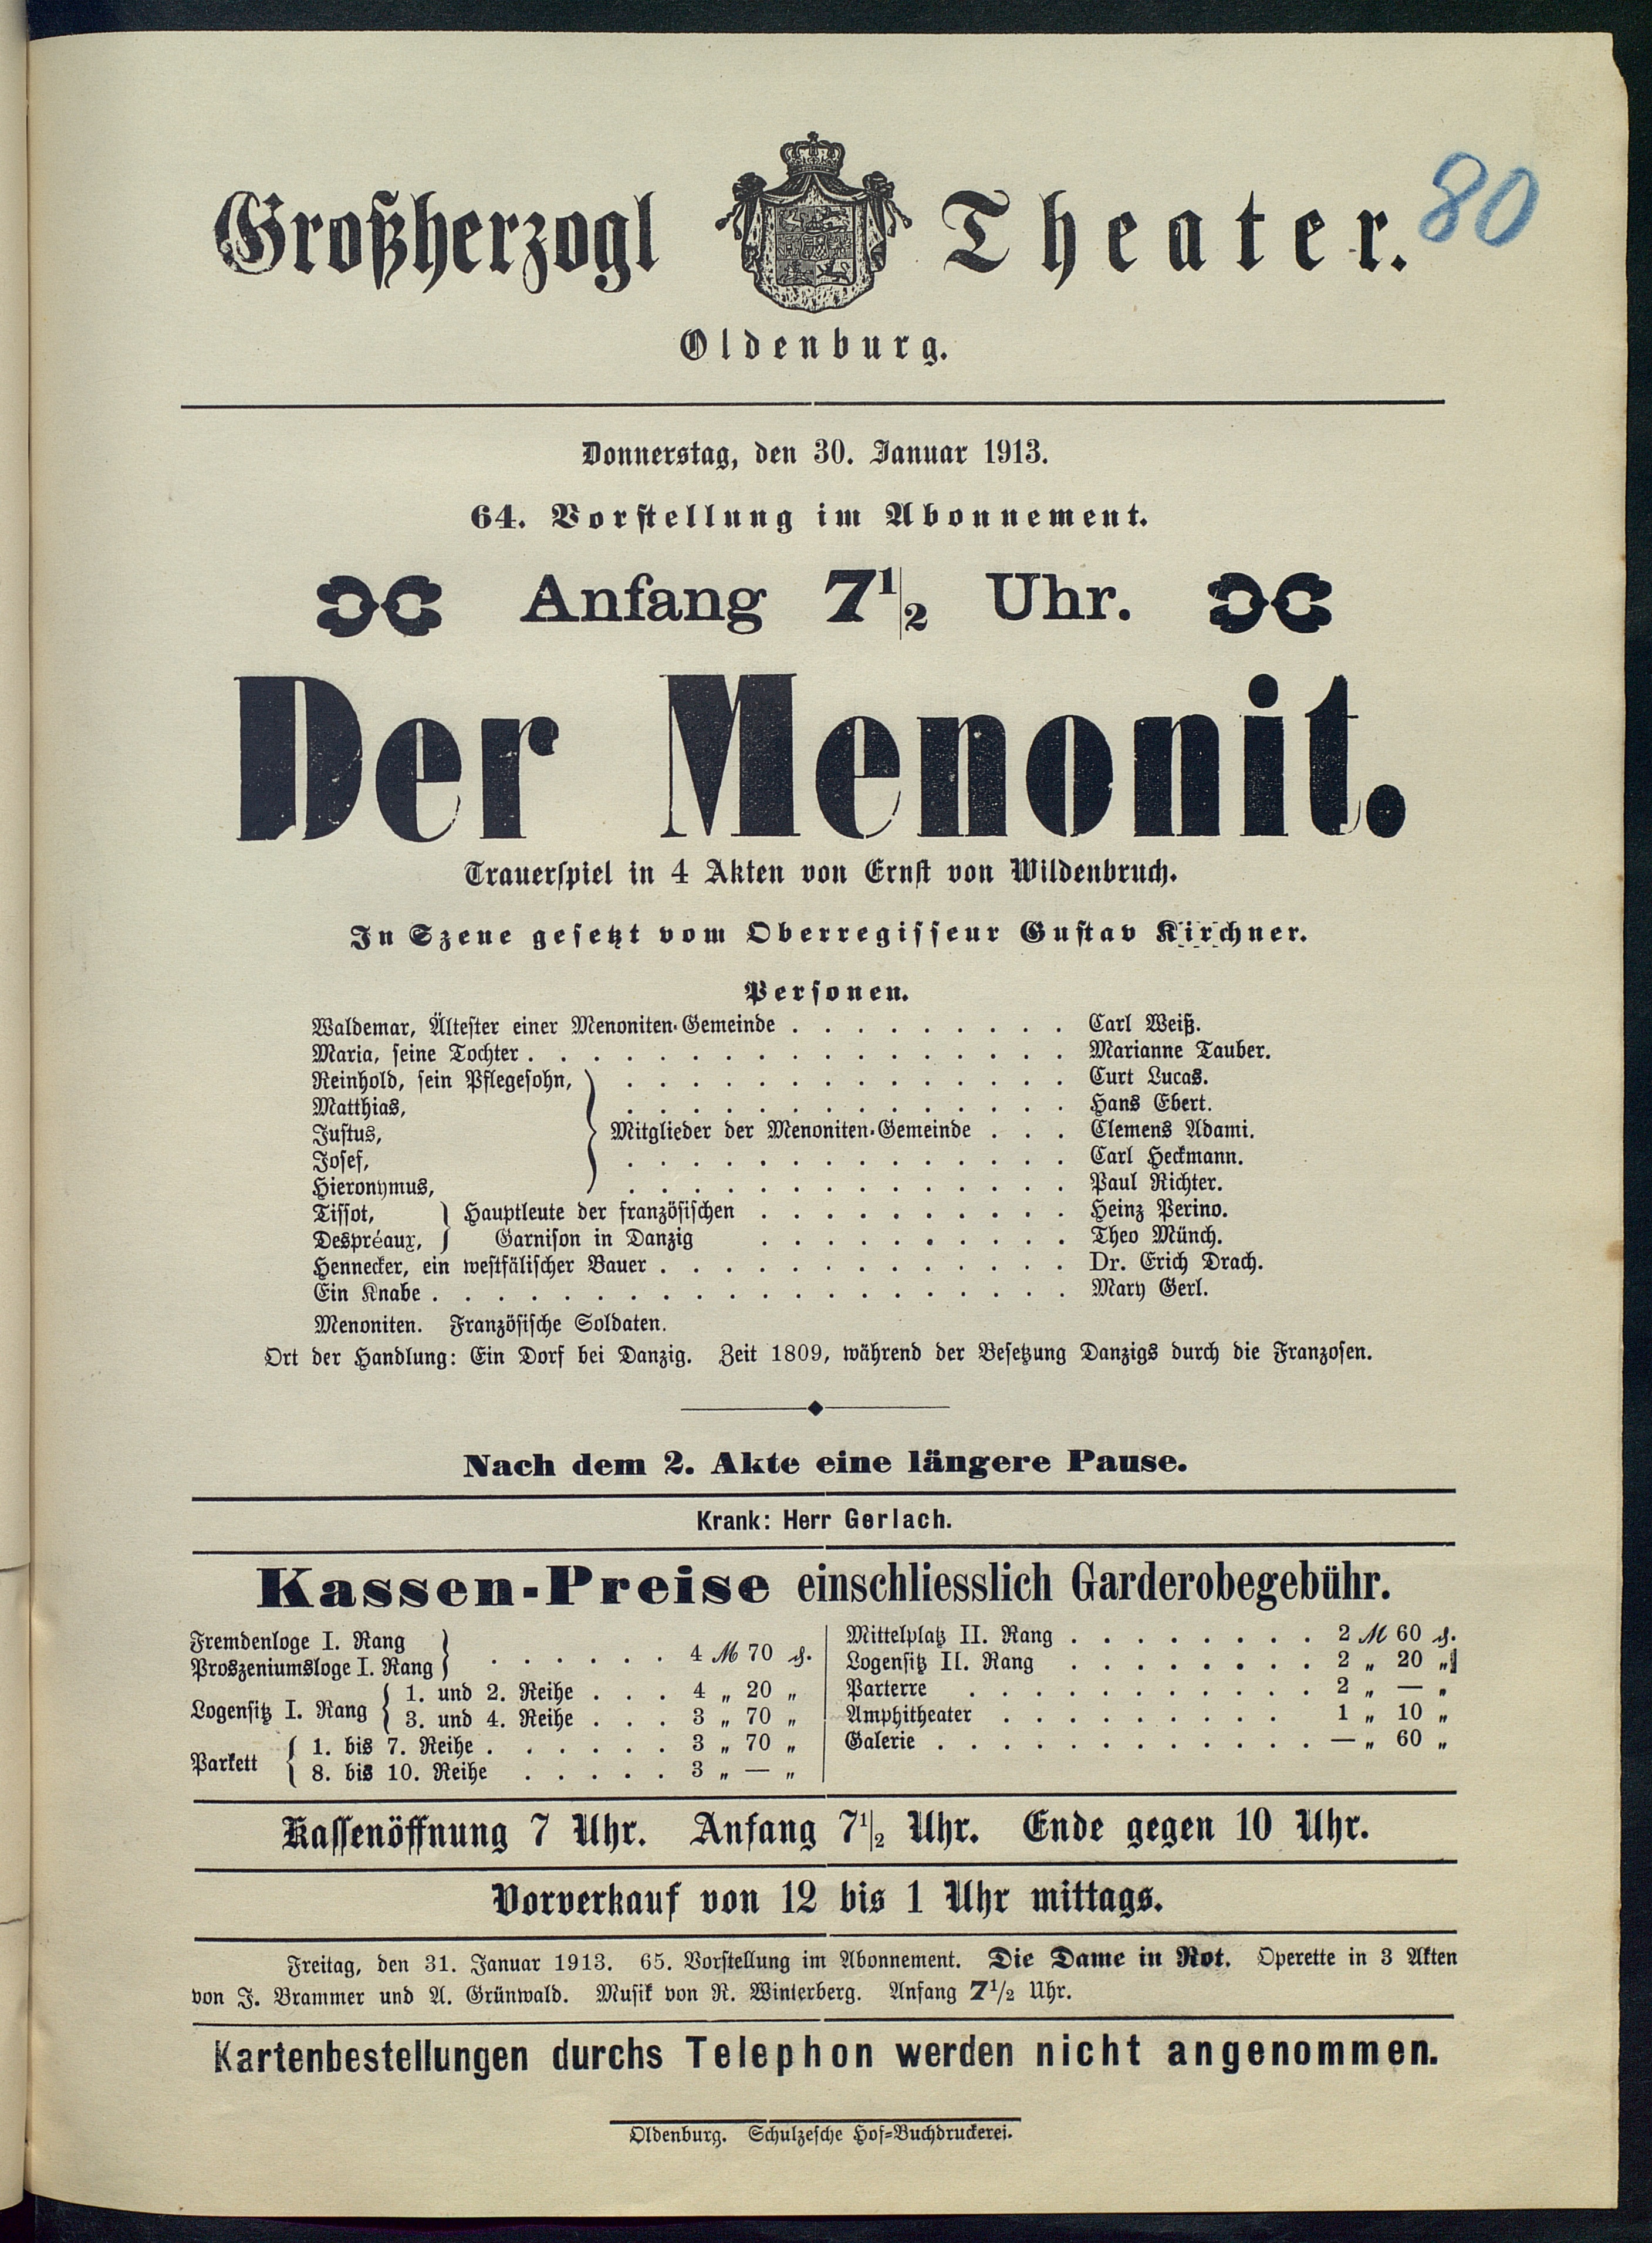 Großherzogl Theater.
80
Oldenburg.
Donnerstag, den 30. Januar 1913.
64. Vorstellung im Abonnement.
Anfang 7 1/2 Uhr.
Der Menonit.
Trauerspiel in 4 Akten von Ernst von Wildenbruch.
In Szene gesetzt vom Oberregisseur Gustav Kirchner.
Personen.
Waldemar, Ältester einer Menoniten-Gemeinde . . . . . . . . . Carl Weiß.
Maria, seine Tochter . . . . . . . . . . . . . . . . . Marianne Tauber.
Reinhold, sein Pflegesohn, . . . . . . . . . . . . . . Curt Lucas.
Matthias, . . . . . . . . . . . . . . Hans Ebert.
Justus, } Mitglieder der Menoniten-Gemeinde . . . Clemens Adami.
Josef, . . . . . . . . . . . . . . Carl Heckmann.
Hieronymus, . . . . . . . . . . . . . . Paul Richter.
Tissot, } Hauptleute der französischen . . . . . . . . . . Heinz Perino.
Despréaux, } Garnison in Danzig . . . . . . . . . . Theo Münch.
Hennecker, ein westfälischer Bauer . . . . . . . . . . . . . Dr. Erich Drach.
Ein Knabe . . . . . . . . . . . . . . . . . . . . Mary Gerl.
Menoniten. Französische Soldaten.
Ort der Handlung: Ein Dorf bei Danzig. Zeit 1809, während der Besetzung Danzigs durch die Franzosen.
Nach dem 2. Akte eine längere Pause.
Krank: Herr Gerlach.
Kassen-Preise einschliesslich Garderobegebühr.
Fremdenloge I. Rang
Proszeniumsloge I. Rang } . . . . . . 4 M 70 ₰.
Logensitz I. Rang { 1. und 2. Reihe . . . 4 „ 20 „
3. und 4. Reihe . . . 3 „ 70 „
Parkett { 1. bis 7. Reihe . . . . . . 3 „ 70 „
8. bis 10. Reihe . . . . . 3 „ — „
Mittelplatz II. Rang . . . . . . . . 2 M 60 ₰.
Logensitz II. Rang . . . . . . . . 2 „ 20 „
Parterre . . . . . . . . . . . 2 „ — „
Amphitheater . . . . . . . . . 1 „ 10 „
Galerie . . . . . . . . . . . . — „ 60 „
Kassenöffnung 7 Uhr. Anfang 7 1/2 Uhr. Ende gegen 10 Uhr.
Vorverkauf von 12 bis 1 Uhr mittags.
Freitag, den 31. Januar 1913. 65. Vorstellung im Abonnement. Die Dame in Rot. Operette in 3 Akten
von J. Brammer und A. Grünwald. Musik von R. Winterberg. Anfang 7 1/2 Uhr.
Kartenbestellungen durchs Telephon werden nicht angenommen.
Oldenburg. Schulzesche Hof-Buchdruckerei.